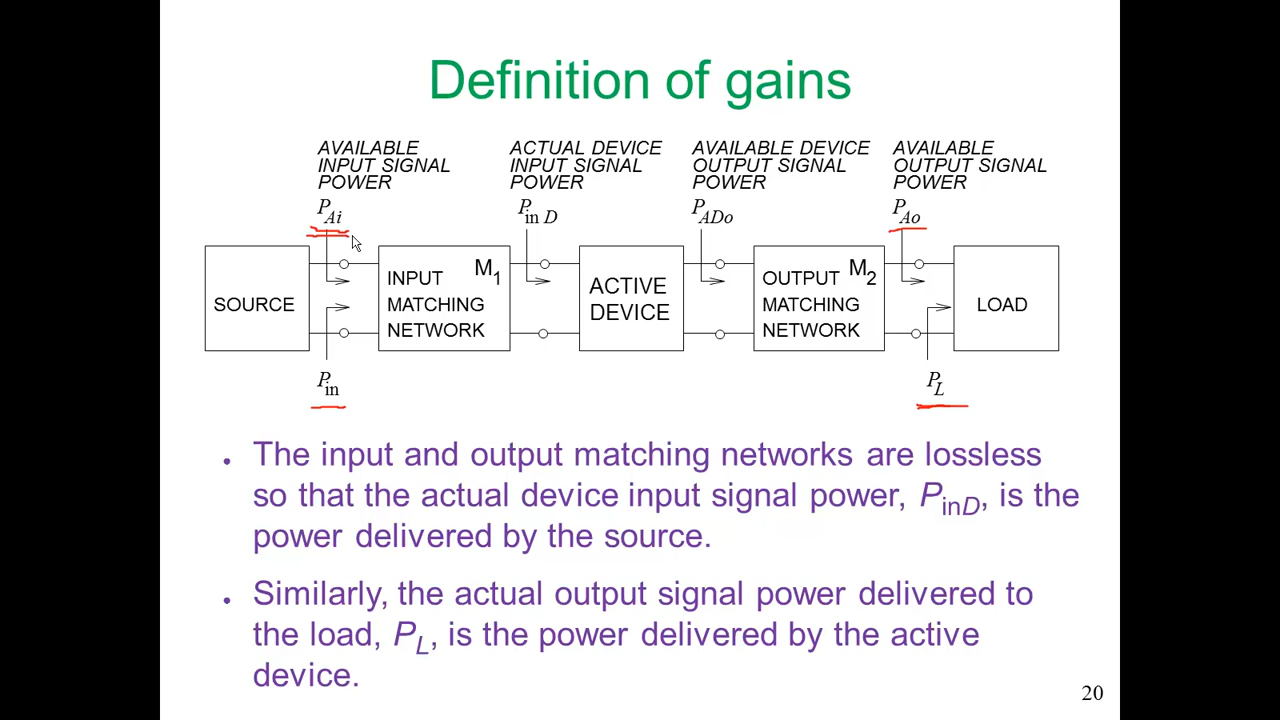 Definition of gains
AVAILABLE
INPUT SIGNAL
POWER
P_Ai
ACTUAL DEVICE
INPUT SIGNAL
POWER
P_in D
AVAILABLE DEVICE
OUTPUT SIGNAL
POWER
P_ADo
AVAILABLE
OUTPUT SIGNAL
POWER
P_Ao
SOURCE
INPUT M_1
MATCHING
NETWORK
ACTIVE
DEVICE
OUTPUT M_2
MATCHING
NETWORK
LOAD
P_in
P_L
• The input and output matching networks are lossless
so that the actual device input signal power, P_inD, is the
power delivered by the source.
• Similarly, the actual output signal power delivered to
the load, P_L, is the power delivered by the active
device.
20